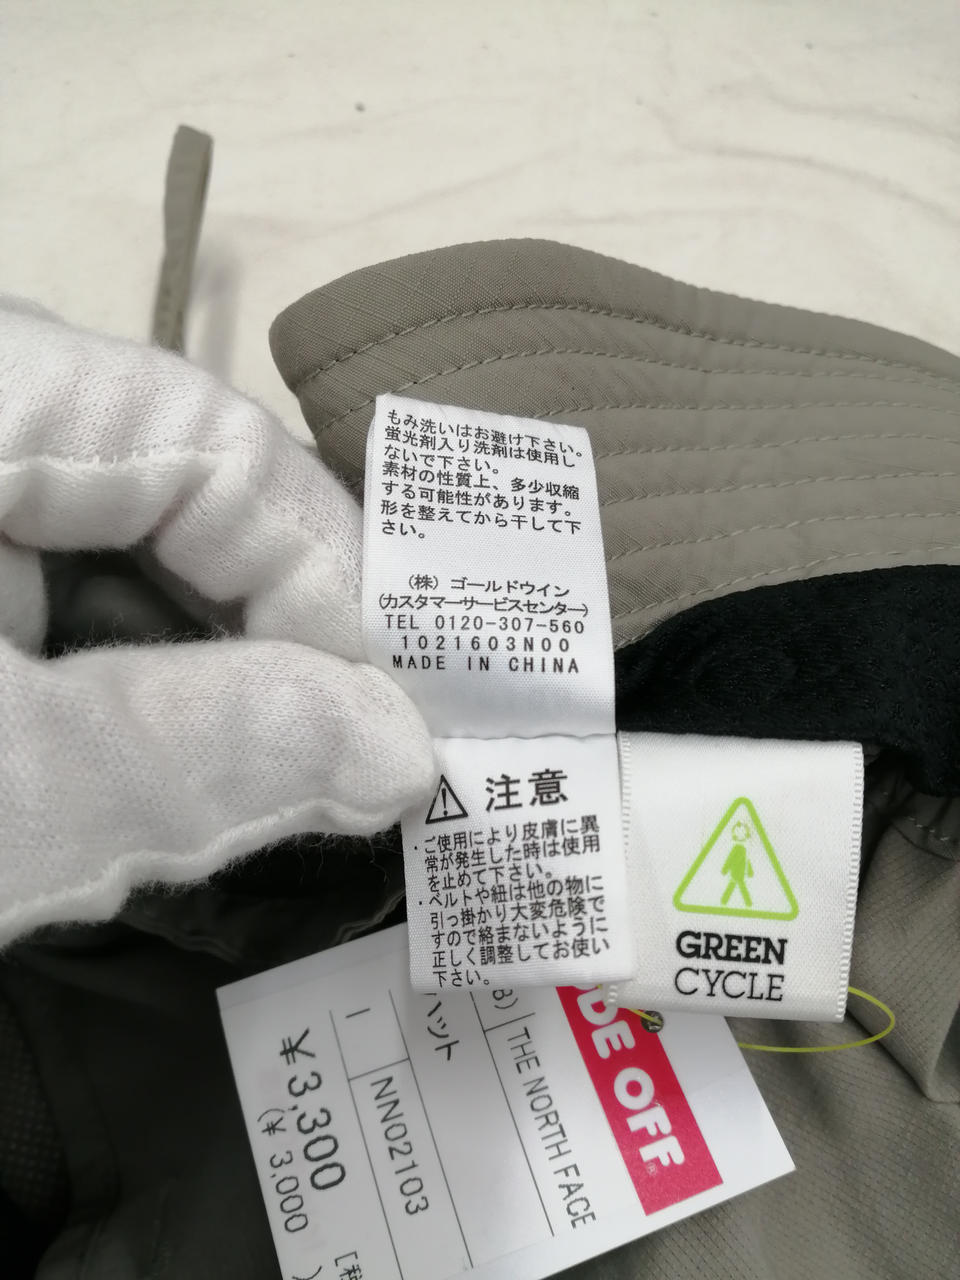 もみ洗いはお避け下さい。
蛍光剤入り洗剤は使用し
ないで下さい。
素材の性質上、多少収縮
する可能性があります。
形を整えてから干して下
さい。
(株) ゴールドウイン
(カスタマーサービスセンター)
TEL 0120-307-560
1021603N00
MADE IN CHINA
注意
・ご使用により皮膚に異
常が発生した時は使用
を止めて下さい。
・ベルトや紐は他の物に
引っ掛かり大変危険で
すので絡まないように
正しく調整してお使い
下さい。
GREEN
CYCLE
DE OFF
B) THE NORTH FACE
ハット
NN02103
¥3,300
(¥ 3,000
[税
)